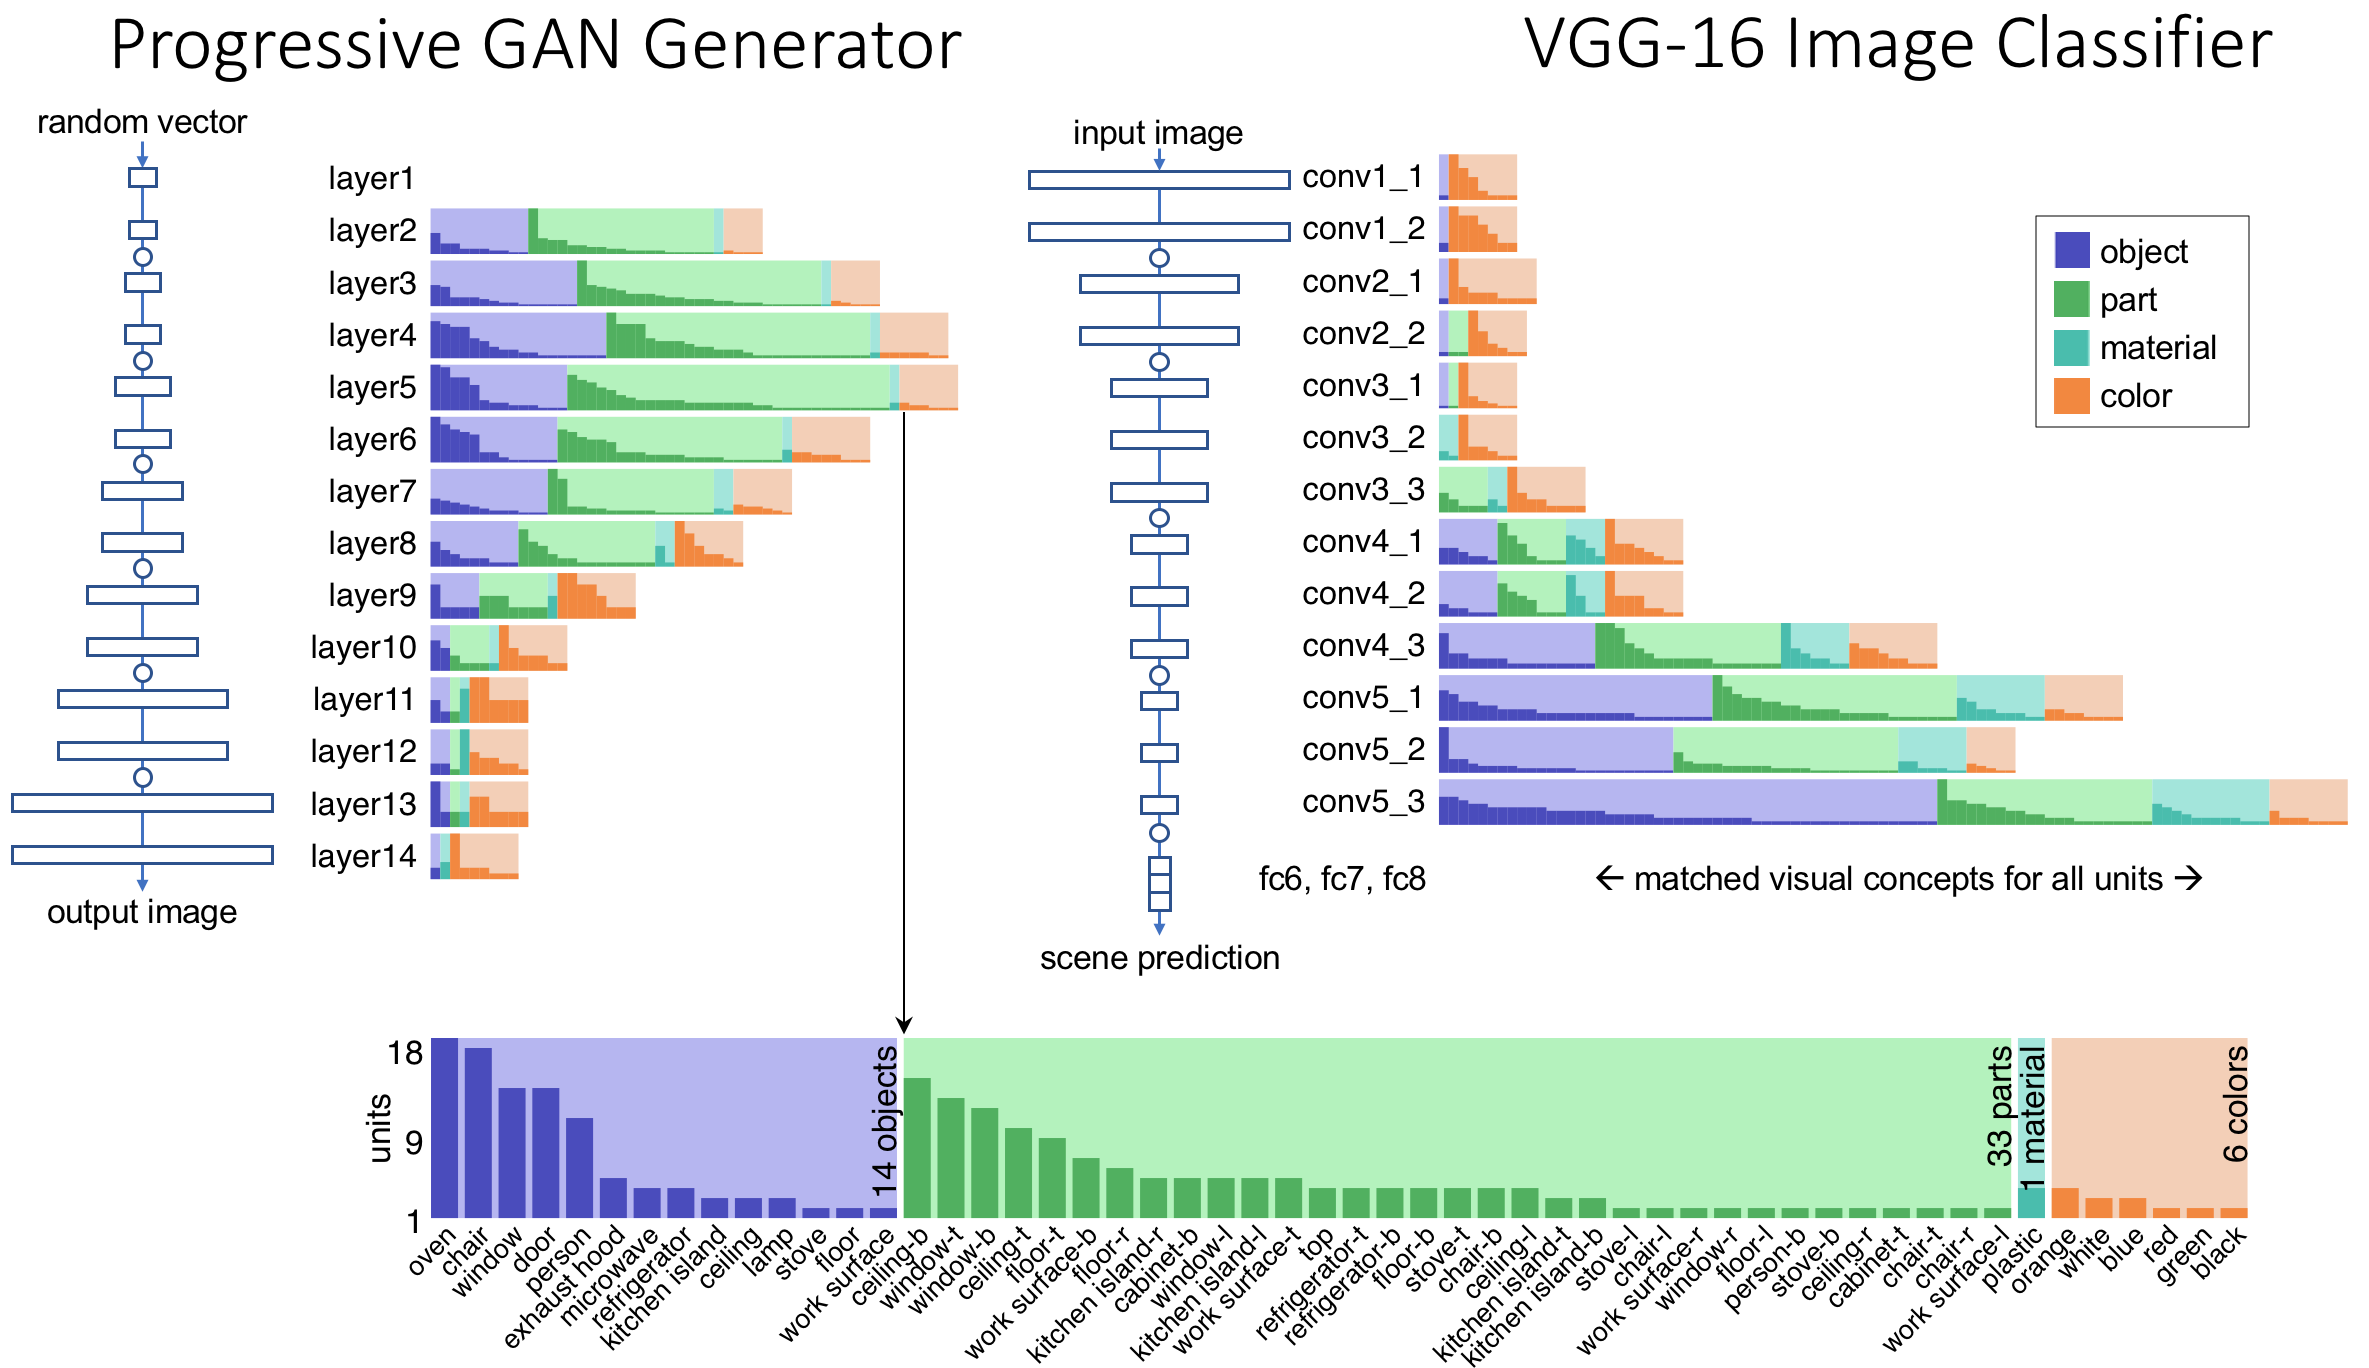 Progressive GAN Generator
VGG-16 Image Classifier
random vector
layer1
layer2
layer3
layer4
layer5
layer6
layer7
layer8
layer9
layer10
layer11
layer12
layer13
layer14
output image
input image
conv1_1
conv1_2
conv2_1
conv2_2
conv3_1
conv3_2
conv3_3
conv4_1
conv4_2
conv4_3
conv5_1
conv5_2
conv5_3
fc6, fc7, fc8
scene prediction
object
part
material
color
← matched visual concepts for all units →
units
18
9
1
14 objects
33 parts
1 material
6 colors
oven
chair
window
door
person
exhaust hood
microwave
refrigerator
kitchen island
ceiling
lamp
stove
floor
work surface
ceiling-b
window-t
window-b
ceiling-t
floor-t
work surface-b
floor-r
kitchen island-r
cabinet-b
window-l
kitchen island-l
work surface-t
top
refrigerator-t
refrigerator-b
floor-b
stove-t
chair-b
ceiling-l
kitchen island-t
kitchen island-b
stove-l
chair-l
work surface-r
window-r
floor-l
person-b
stove-b
ceiling-r
cabinet-t
chair-t
chair-r
work surface-l
plastic
orange
white
blue
red
green
black